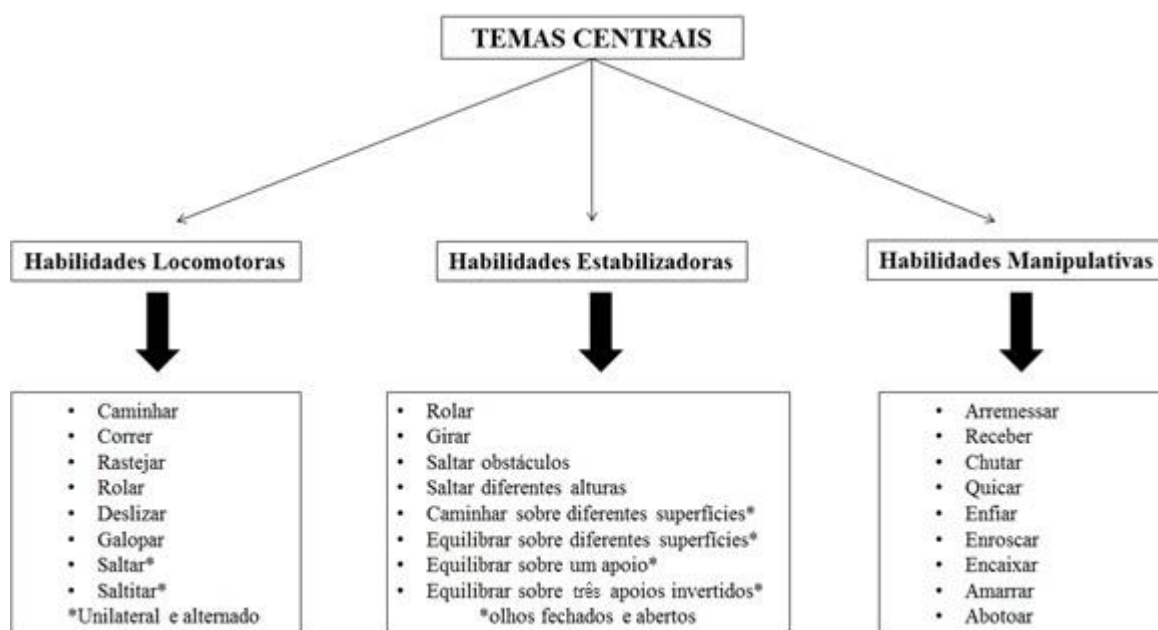 TEMAS CENTRAIS
Habilidades Locomotoras
• Caminhar
• Correr
• Rastejar
• Rolar
• Deslizar
• Galopar
• Saltar*
• Saltitar*
*Unilateral e alternado
Habilidades Estabilizadoras
• Rolar
• Girar
• Saltar obstáculos
• Saltar diferentes alturas
• Caminhar sobre diferentes superfícies*
• Equilibrar sobre diferentes superfícies*
• Equilibrar sobre um apoio*
• Equilibrar sobre três apoios invertidos*
*olhos fechados e abertos
Habilidades Manipulativas
• Arremessar
• Receber
• Chutar
• Quicar
• Enfiar
• Enroscar
• Encaixar
• Amarrar
• Abotoar